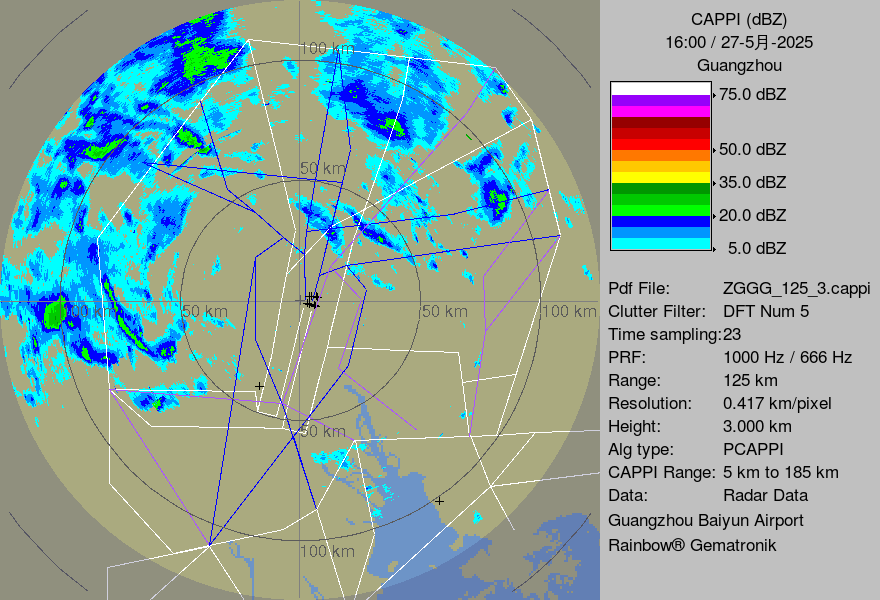 CAPPI (dBZ)
16:00 / 27-5月-2025
Guangzhou
75.0 dBZ
50.0 dBZ
35.0 dBZ
20.0 dBZ
5.0 dBZ
Pdf File: ZGGG_125_3.cappi
Clutter Filter: DFT Num 5
Time sampling:23
PRF: 1000 Hz / 666 Hz
Range: 125 km
Resolution: 0.417 km/pixel
Height: 3.000 km
Alg type: PCAPPI
CAPPI Range: 5 km to 185 km
Data: Radar Data
Guangzhou Baiyun Airport
Rainbow® Gematronik
100 km
50 km
100 km
50 km
50 km
100 km
50 km
100 km